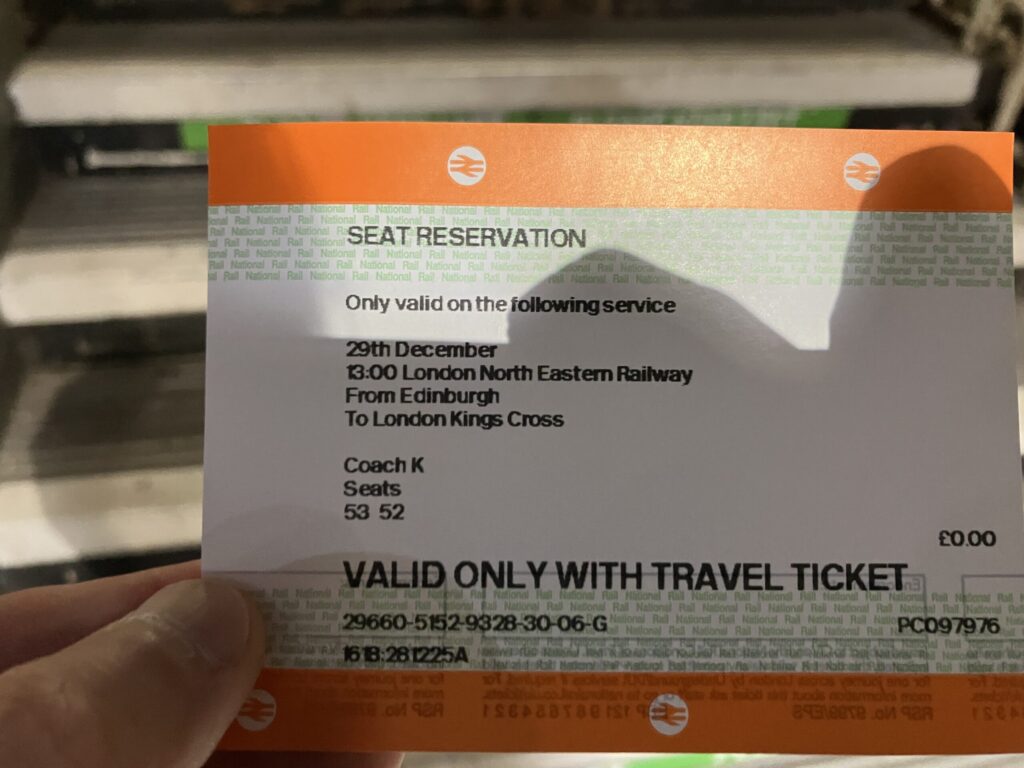 SEAT RESERVATION
Only valid on the following service
29th December
13:00 London North Eastern Railway
From Edinburgh
To London Kings Cross
Coach K
Seats
53 52
£0.00
VALID ONLY WITH TRAVEL TICKET
29660-5152-9328-30-06-G PC097976
1618:281225A